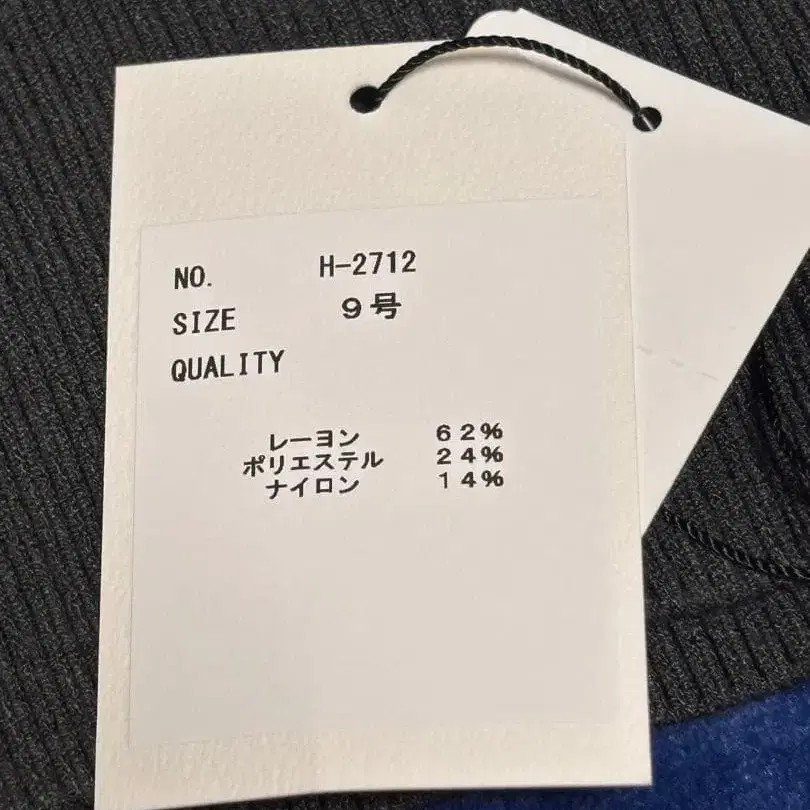 NO. H-2712
SIZE 9号
QUALITY
レーヨン 62%
ポリエステル 24%
ナイロン 14%